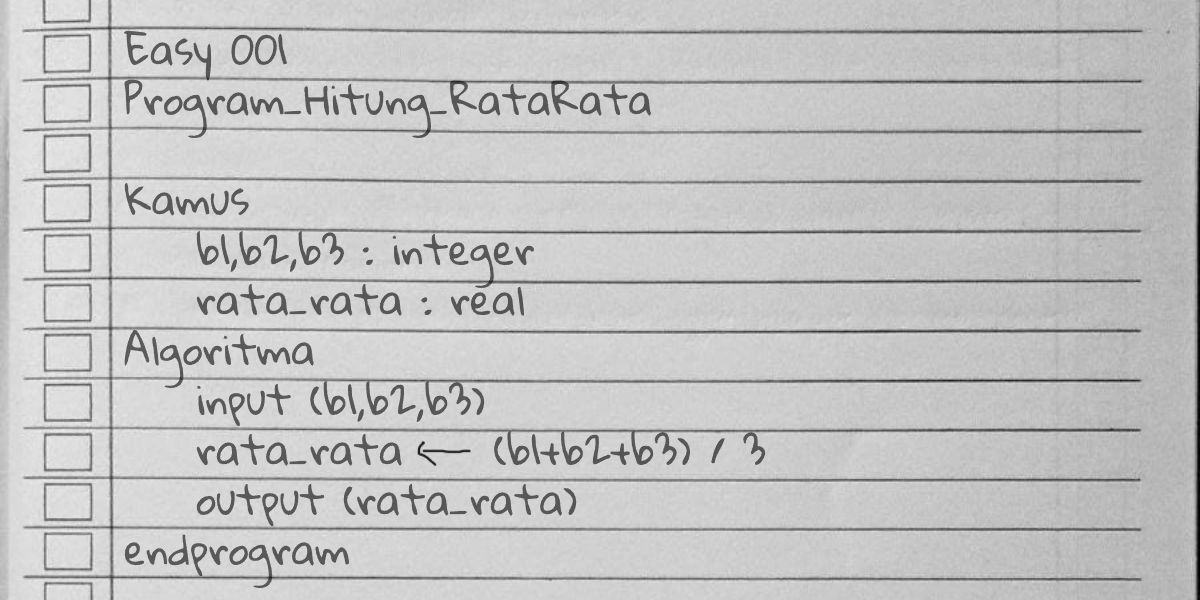 Easy 001
Program_Hitung_RataRata
Kamus
b1,b2,b3 : integer
rata_rata : real
Algoritma
input (b1,b2,b3)
rata_rata ← (b1+b2+b3) / 3
output (rata_rata)
endprogram